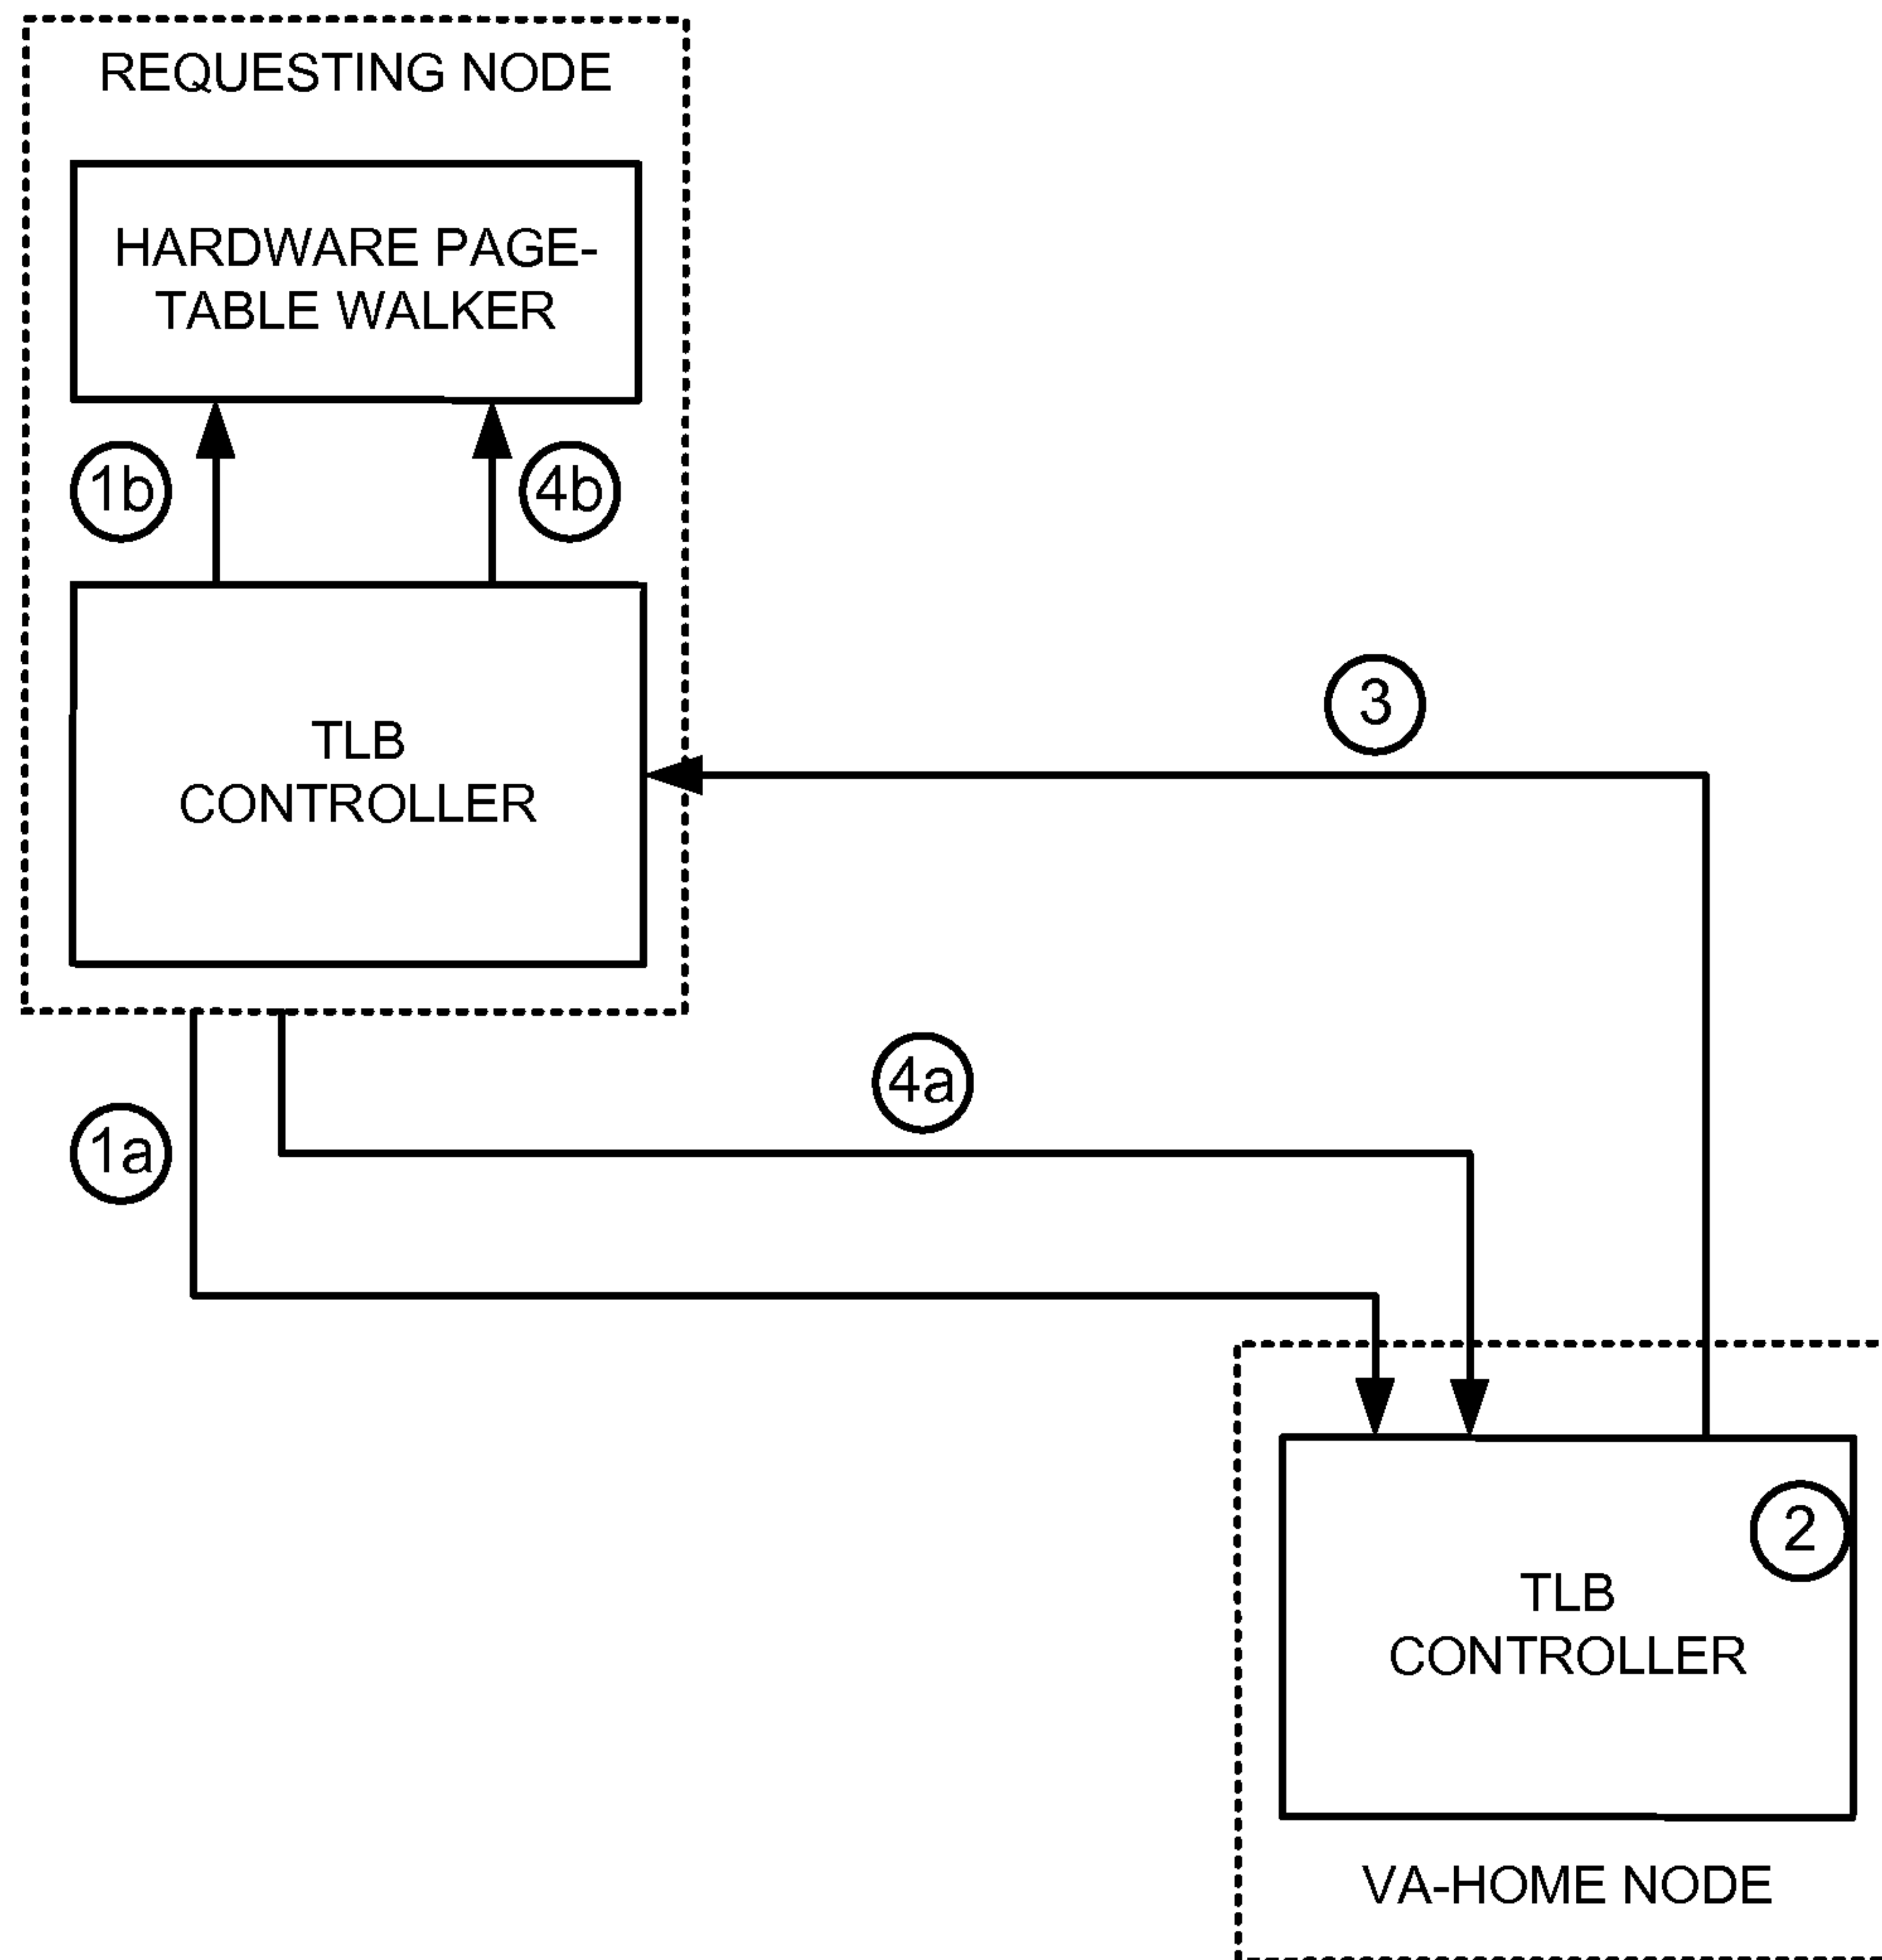 REQUESTING NODE
HARDWARE PAGE-
TABLE WALKER
1b
4b
TLB
CONTROLLER
3
4a
1a
2
TLB
CONTROLLER
VA-HOME NODE